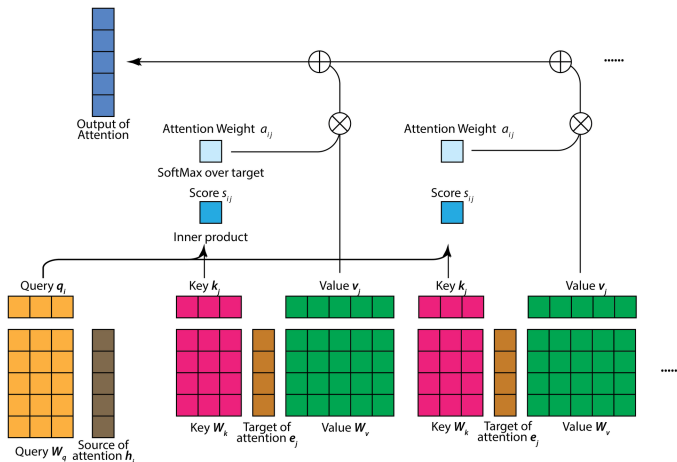 Output of
Attention
Attention Weight a_ij
SoftMax over target
Score s_ij
Inner product
Attention Weight a_ij
Score s_ij
......
Query q_i
Key k_j
Value v_j
Key k_j
Value v_j
Query W_q
Source of
attention h_i
Key W_k
Target of
attention e_j
Value W_v
Key W_k
Target of
attention e_j
Value W_v
.....